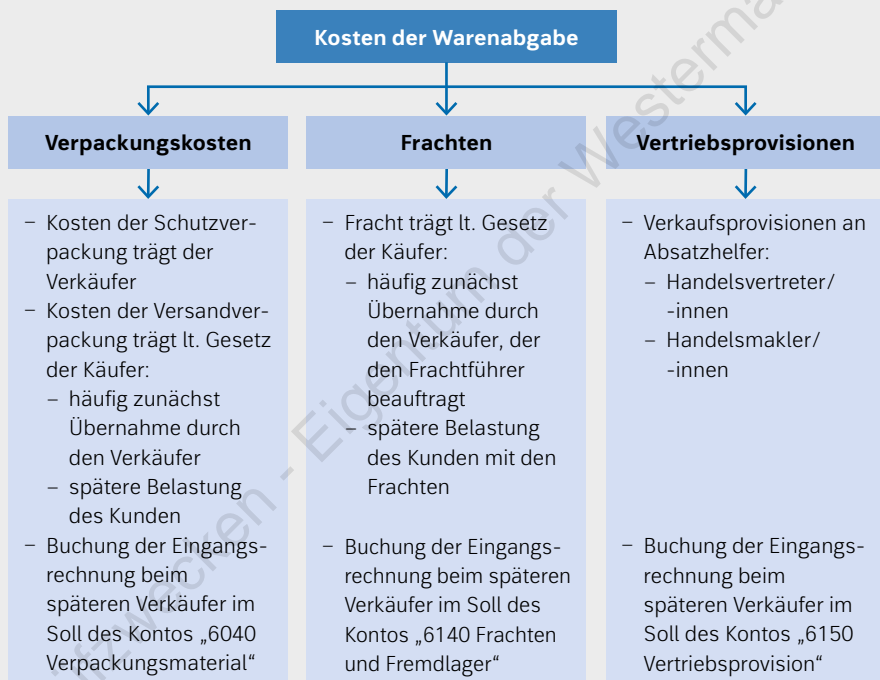 Kosten der Warenabgabe
Verpackungskosten
– Kosten der Schutzver-
packung trägt der
Verkäufer
– Kosten der Versandver-
packung trägt lt. Gesetz
der Käufer:
– häufig zunächst
Übernahme durch
den Verkäufer
– spätere Belastung
des Kunden
– Buchung der Eingangs-
rechnung beim
späteren Verkäufer im
Soll des Kontos „6040
Verpackungsmaterial“
Frachten
– Fracht trägt lt. Gesetz
der Käufer:
– häufig zunächst
Übernahme durch
den Verkäufer, der
den Frachtführer
beauftragt
– spätere Belastung
des Kunden mit den
Frachten
– Buchung der Eingangs-
rechnung beim späteren
Verkäufer im Soll des
Kontos „6140 Frachten
und Fremdlager“
Vertriebsprovisionen
– Verkaufsprovisionen an
Absatzhelfer:
– Handelsvertreter/
-innen
– Handelsmakler/
-innen
– Buchung der Eingangs-
rechnung beim
späteren Verkäufer im
Soll des Kontos „6150
Vertriebsprovision“
- Eigentum der